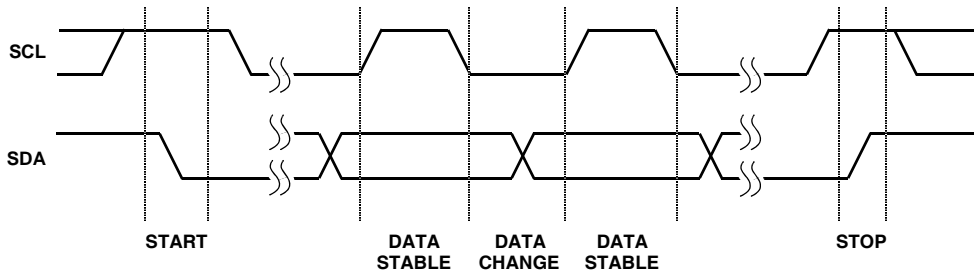 SCL
SDA
START
DATA
STABLE
DATA
CHANGE
DATA
STABLE
STOP